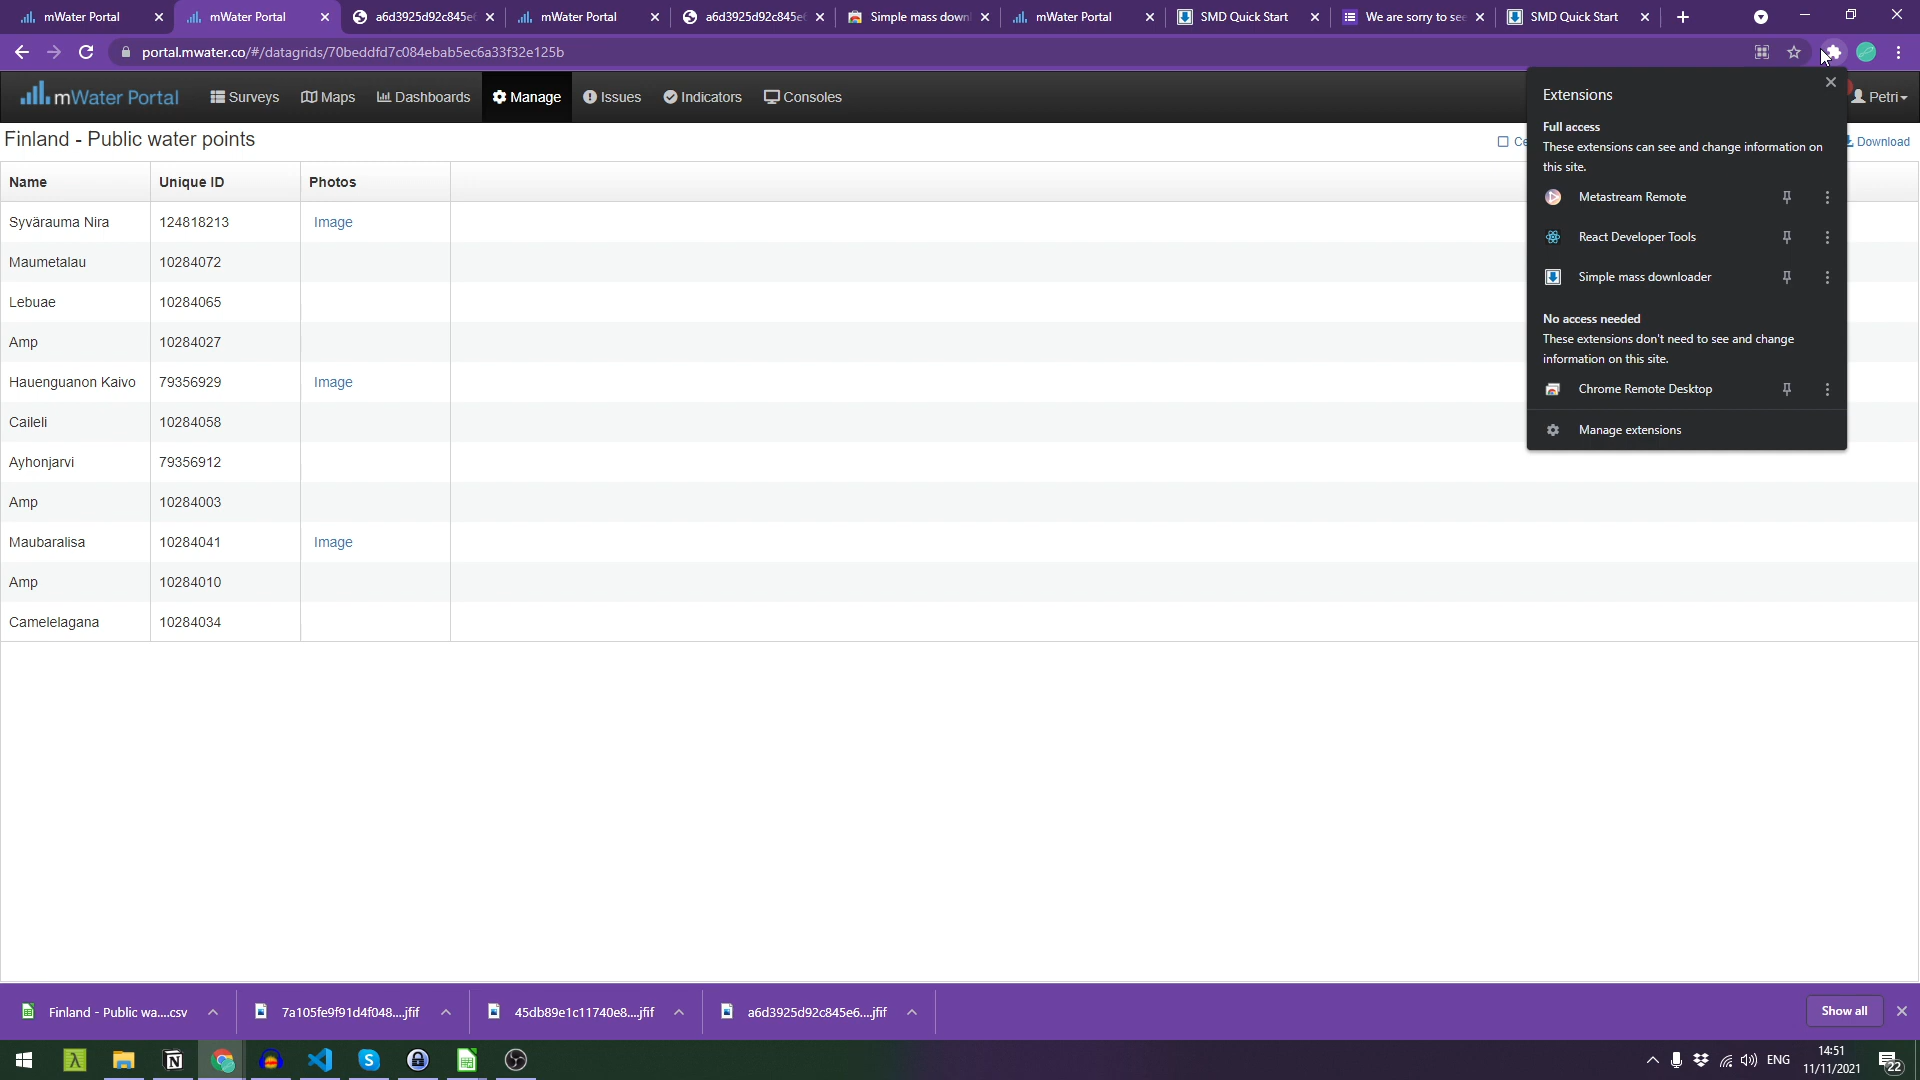 mWater Portal
mWater Portal
a6d3925d92c845e
mWater Portal
a6d3925d92c845e
Simple mass down
mWater Portal
SMD Quick Start
We are sorry to se
SMD Quick Start
portal.mwater.co/#/datagrids/70beddfd7c084ebab5ec6a33f32e125b
mWater Portal Surveys Maps Dashboards Manage Issues Indicators Consoles Petri
Finland - Public water points
Ce
Download
Name Unique ID Photos
Syvärauma Nira 124818213 Image
Maumetalau 10284072
Lebuae 10284065
Amp 10284027
Hauenguanon Kaivo 79356929 Image
Caileli 10284058
Ayhonjarvi 79356912
Amp 10284003
Maubaralisa 10284041 Image
Amp 10284010
Camelelagana 10284034
Extensions
Full access
These extensions can see and change information on
this site.
Metastream Remote
React Developer Tools
Simple mass downloader
No access needed
These extensions don't need to see and change
information on this site.
Chrome Remote Desktop
Manage extensions
Finland - Public wa....csv
7a105fe9f91d4f048....jfif
45db89e1c11740e8....jfif
a6d3925d92c845e6....jfif
Show all
ENG
14:51
11/11/2021
22